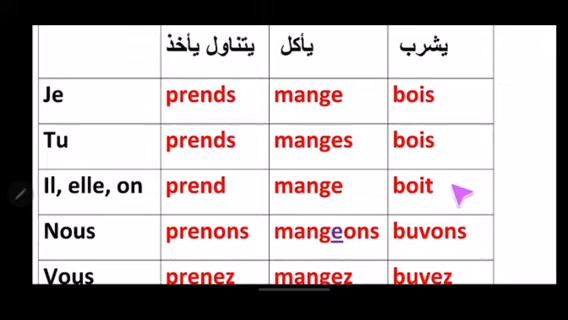 يتناول يأخذ يأكل يشرب
Je prends mange bois
Tu prends manges bois
Il, elle, on prend mange boit
Nous prenons mangeons buvons
Vous prenez mangez buvez